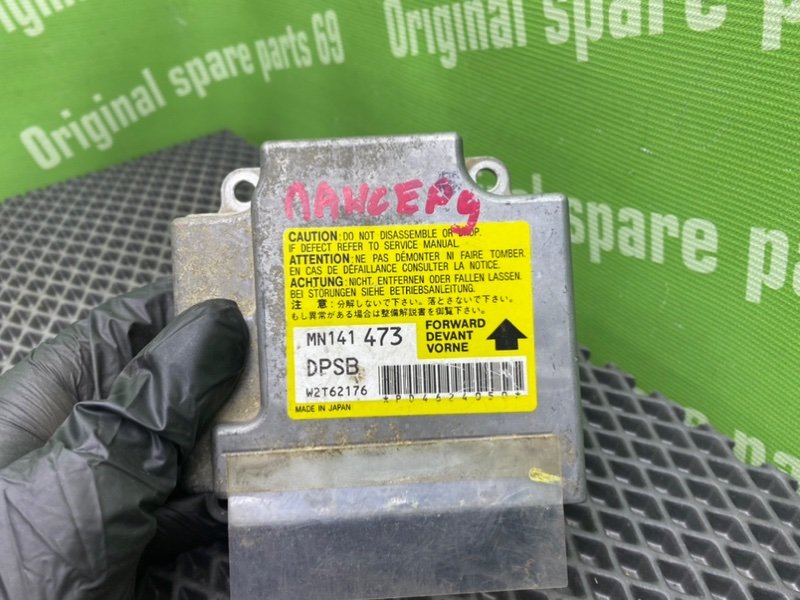 Original spare parts 69
Original spare parts
Original spare
Original
ЛАНСЕР 9
CAUTION:DO NOT DISASSEMBLE OR DROP.
IF DEFECT REFER TO SERVICE MANUAL.
ATTENTION:NE PAS DÉMONTER NI FAIRE TOMBER.
EN CAS DE DÉFAILLANCE CONSULTER LA NOTICE.
ACHTUNG:NICHT, ENTFERNEN ODER FALLEN LASSEN.
BEI STÖRUNGEN SIEHE BETRIEBSANLEITUNG.
注 意:分解しないで下さい。落とさないで下さい。
もし異常がある場合は整備解説書を御覧下さい。
MN141 473
FORWARD
DEVANT
VORNE
DPSB
W2T62176
*P04624050*
MADE IN JAPAN